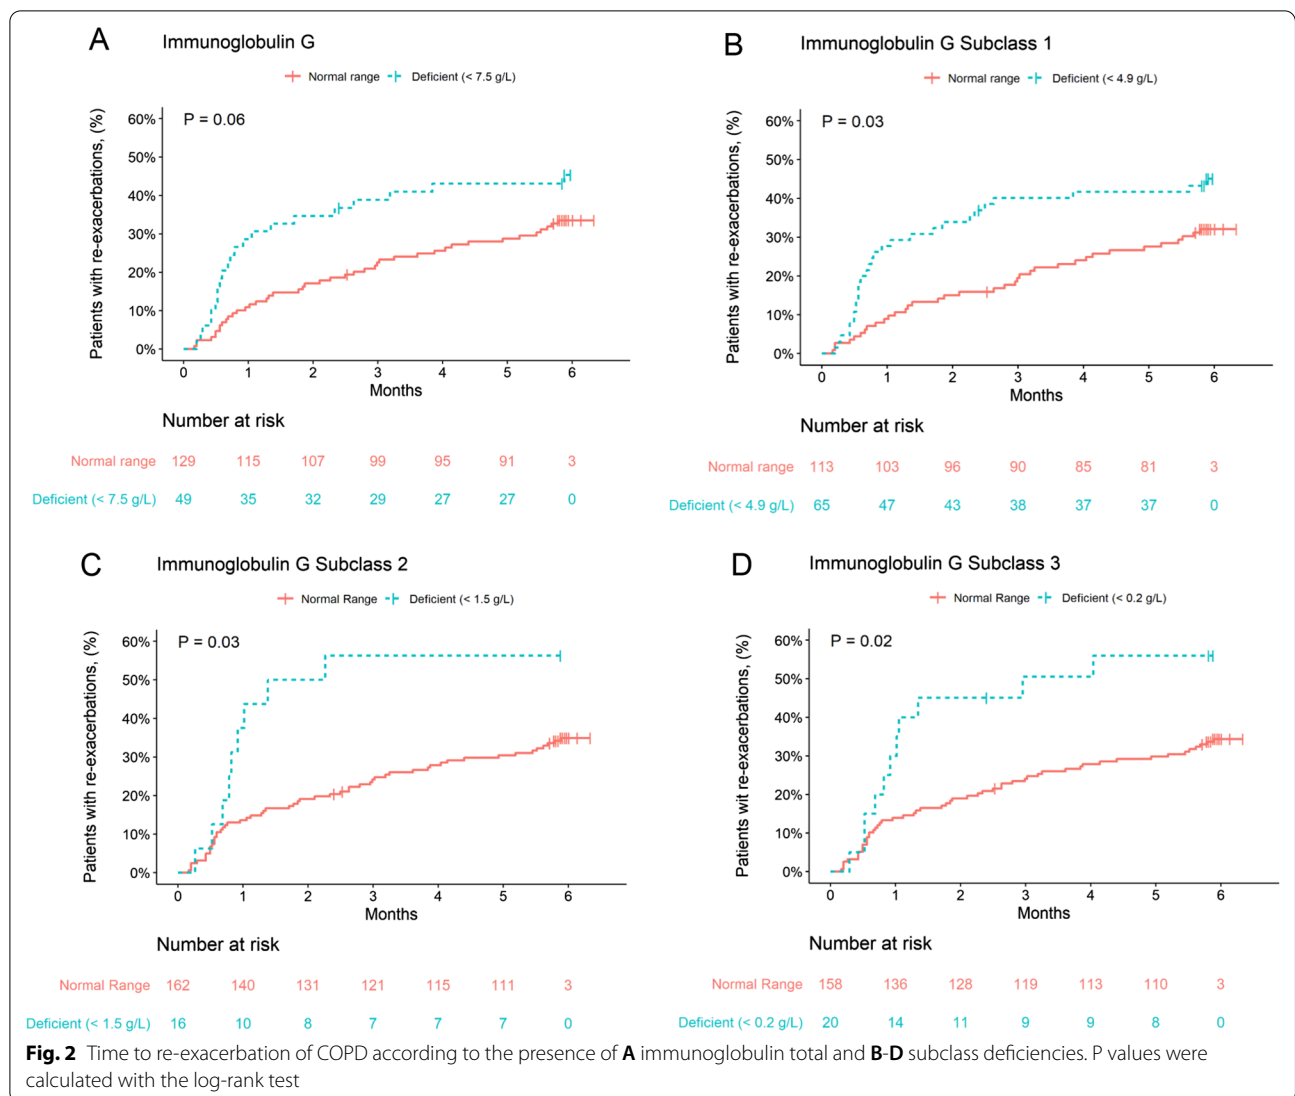 A
Immunoglobulin G
Normal range Deficient (< 7.5 g/L)
P = 0.06
Patients with re-exacerbations, (%)
60%
50%
40%
30%
20%
10%
0%
0 1 2 3 4 5 6
Months
Number at risk
Normal range 129 115 107 99 95 91 3
Deficient (< 7.5 g/L) 49 35 32 29 27 27 0
B
Immunoglobulin G Subclass 1
Normal range Deficient (< 4.9 g/L)
P = 0.03
Patients with re-exacerbations, (%)
60%
50%
40%
30%
20%
10%
0%
0 1 2 3 4 5 6
Months
Number at risk
Normal range 113 103 96 90 85 81 3
Deficient (< 4.9 g/L) 65 47 43 38 37 37 0
C
Immunoglobulin G Subclass 2
Normal Range Deficient (< 1.5 g/L)
P = 0.03
Patients with re-exacerbations, (%)
60%
50%
40%
30%
20%
10%
0%
0 1 2 3 4 5 6
Months
Number at risk
Normal Range 162 140 131 121 115 111 3
Deficient (< 1.5 g/L) 16 10 8 7 7 7 0
D
Immunoglobulin G Subclass 3
Normal Range Deficient (< 0.2 g/L)
P = 0.02
Patients wit re-exacerbations, (%)
60%
50%
40%
30%
20%
10%
0%
0 1 2 3 4 5 6
Months
Number at risk
Normal Range 158 136 128 119 113 110 3
Deficient (< 0.2 g/L) 20 14 11 9 9 8 0
Fig. 2 Time to re-exacerbation of COPD according to the presence of A immunoglobulin total and B-D subclass deficiencies. P values were
calculated with the log-rank test